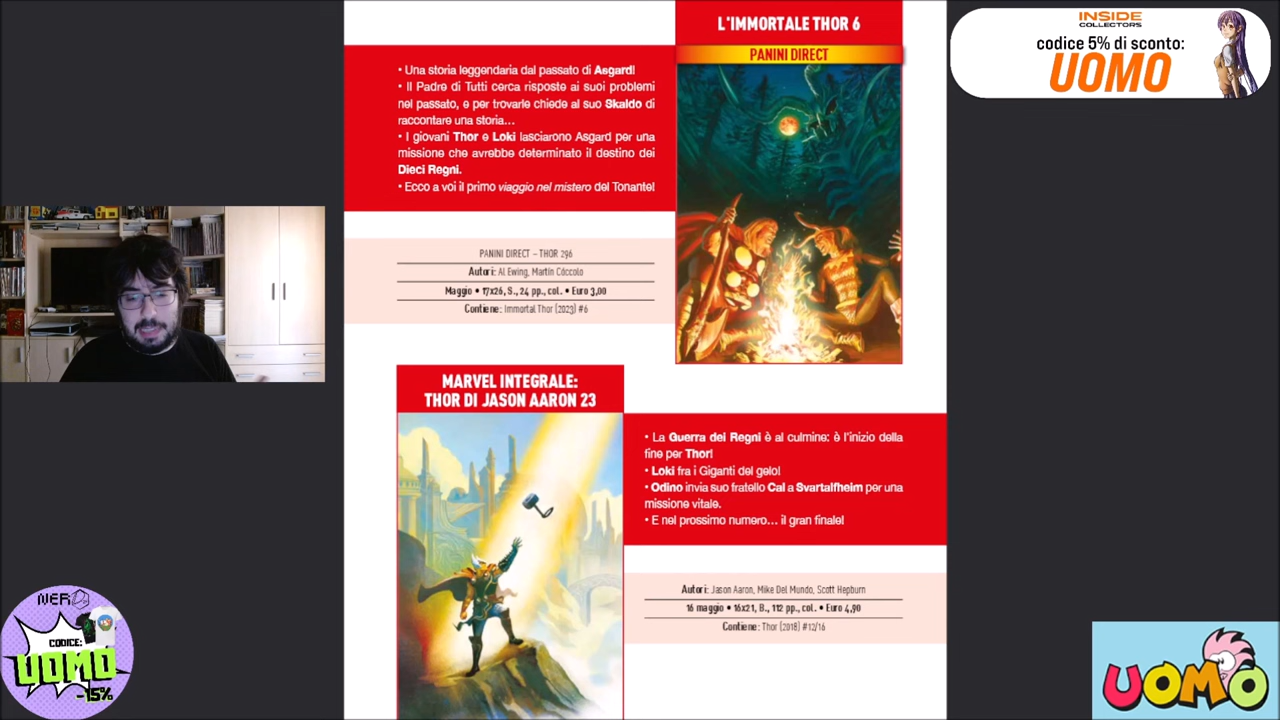 L'IMMORTALE THOR 6
PANINI DIRECT
• Una storia leggendaria dal passato di Asgard!
• Il Padre di Tutti cerca risposte ai suoi problemi
nel passato, e per trovarle chiede al suo Skaldo di
raccontare una storia...
• I giovani Thor e Loki lasciarono Asgard per una
missione che avrebbe determinato il destino dei
Dieci Regni.
• Ecco a voi il primo viaggio nel mistero del Tonante!
PANINI DIRECT – THOR 296
Autori: Al Ewing, Martín Cóccolo
Maggio • 17x26, S., 24 pp., col. • Euro 3,00
Contiene: Immortal Thor (2023) #6
MARVEL INTEGRALE:
THOR DI JASON AARON 23
• La Guerra dei Regni è al culmine: è l'inizio della
fine per Thor!
• Loki fra i Giganti del gelo!
• Odino invia suo fratello Cul a Svartalfheim per una
missione vitale.
• E nel prossimo numero... il gran finale!
Autori: Jason Aaron, Mike Del Mundo, Scott Hepburn
16 maggio • 16x21, B., 112 pp., col. • Euro 4,90
Contiene: Thor (2018) #12/16
INSIDE
COLLECTORS
codice 5% di sconto:
UOMO
NERD
CODICE:
UOMO
-15%
UOMO